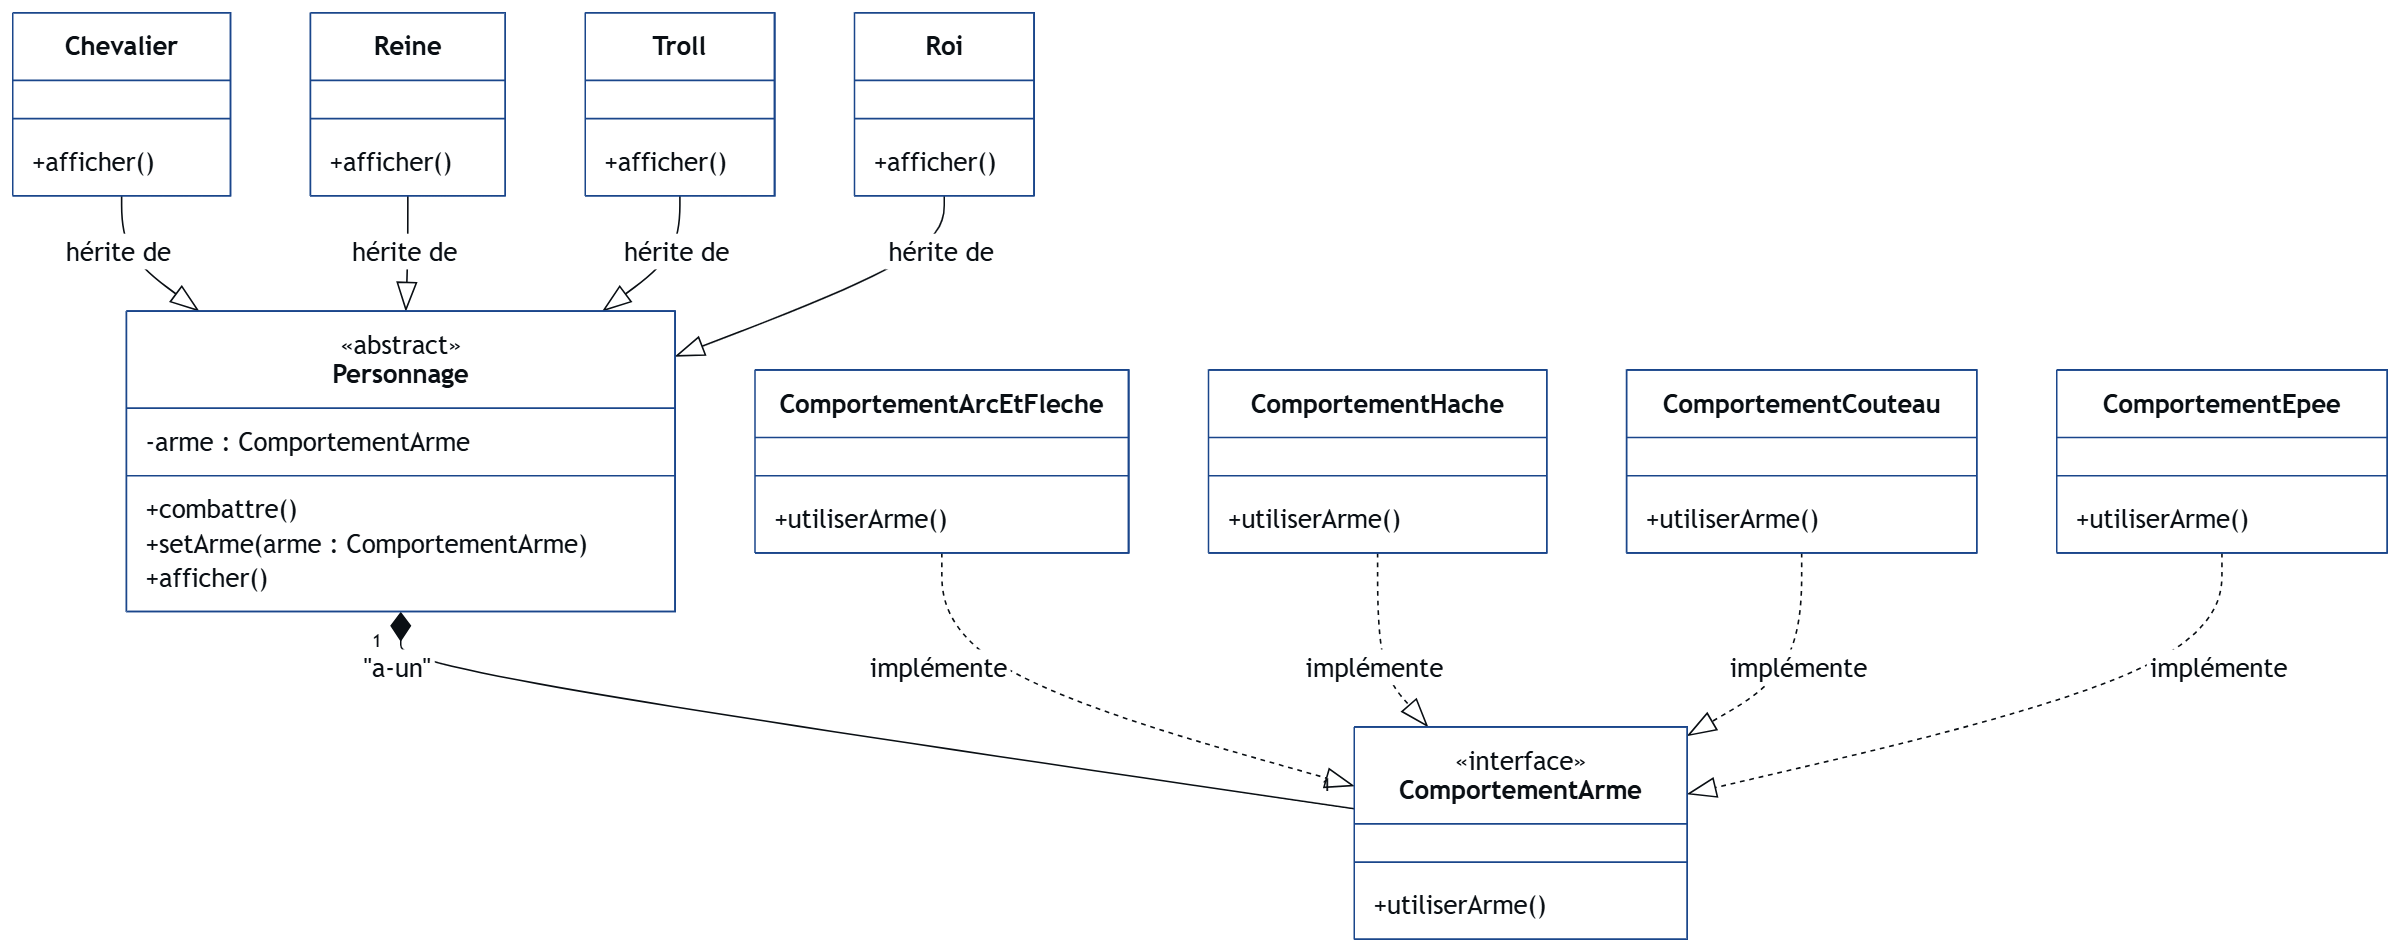 Chevalier
+afficher()
Reine
+afficher()
Troll
+afficher()
Roi
+afficher()
hérite de
hérite de
hérite de
hérite de
«abstract»
Personnage
-arme : ComportementArme
+combattre()
+setArme(arme : ComportementArme)
+afficher()
ComportementArcEtFleche
+utiliserArme()
ComportementHache
+utiliserArme()
ComportementCouteau
+utiliserArme()
ComportementEpee
+utiliserArme()
1
"a-un"
implémente
implémente
implémente
implémente
1
«interface»
ComportementArme
+utiliserArme()